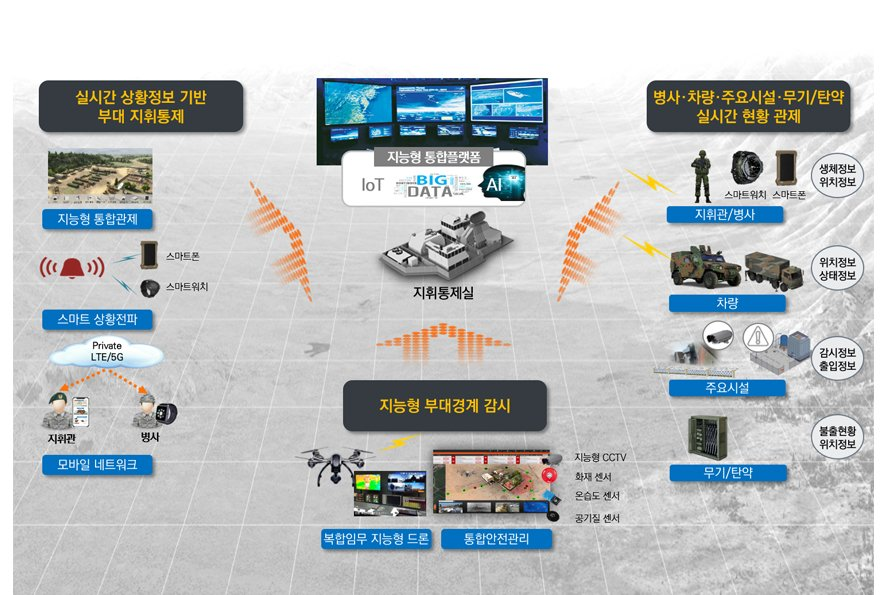 실시간 상황정보 기반
부대 지휘통제
지능형 통합관제
스마트폰
스마트워치
스마트 상황전파
Private
LTE/5G
지휘관
병사
모바일 네트워크
지능형 통합플랫폼
IoT
BIG
DATA
AI
지휘통제실
지능형 부대경계 감시
지능형 CCTV
화재 센서
온습도 센서
공기질 센서
복합임무 지능형 드론
통합안전관리
병사·차량·주요시설·무기/탄약
실시간 현황 관제
스마트워치
스마트폰
생체정보
위치정보
지휘관/병사
위치정보
상태정보
차량
감시정보
출입정보
주요시설
불출현황
위치정보
무기/탄약